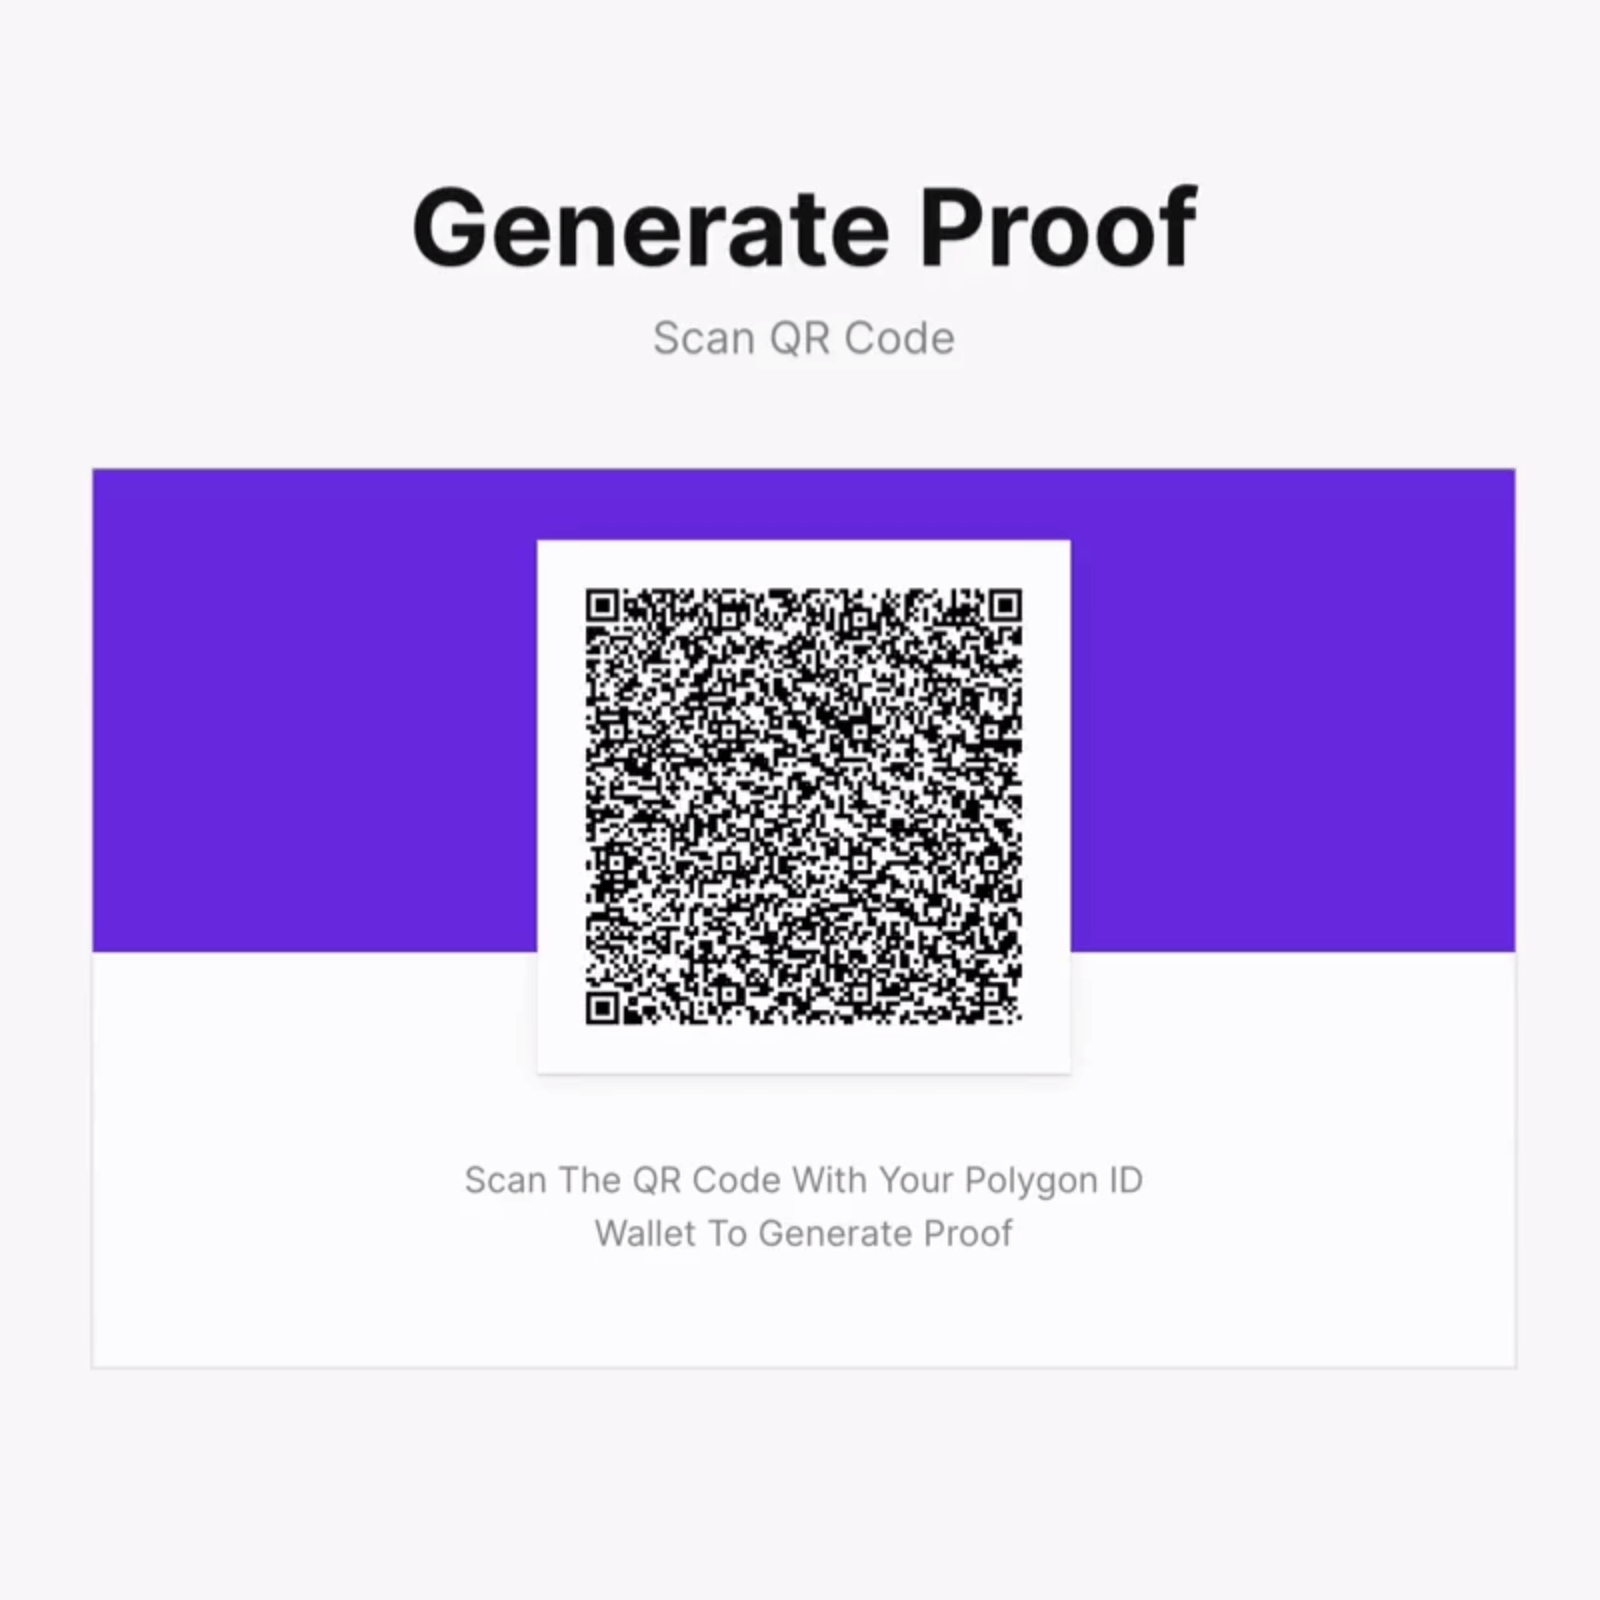 Generate Proof
Scan QR Code
Scan The QR Code With Your Polygon ID
Wallet To Generate Proof